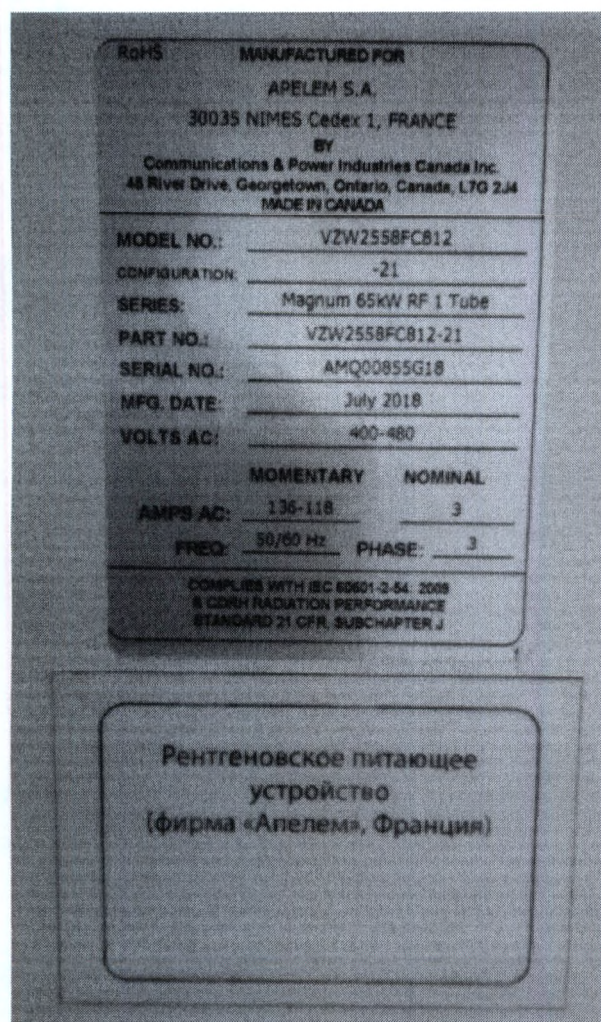 RoHS MANUFACTURED FOR
APELEM S.A.
30035 NIMES Cedex 1, FRANCE
BY
Communications & Power Industries Canada Inc.
45 River Drive, Georgetown, Ontario, Canada, L7G 2J4
MADE IN CANADA
MODEL NO.: VZW2558FC812
CONFIGURATION: -21
SERIES: Magnum 65kW RF 1 Tube
PART NO.: VZW2558FC812-21
SERIAL NO.: AMQ00855G18
MFG. DATE: July 2018
VOLTS AC: 400-480
MOMENTARY NOMINAL
AMPS AC: 136-118 3
FREQ: 50/60 Hz PHASE: 3
COMPLIES WITH IEC 60601-2-54: 2009
& CDRH RADIATION PERFORMANCE
STANDARD 21 CFR, SUBCHAPTER J
Рентгеновское питающее
устройство
(фирма «Апелем», Франция)